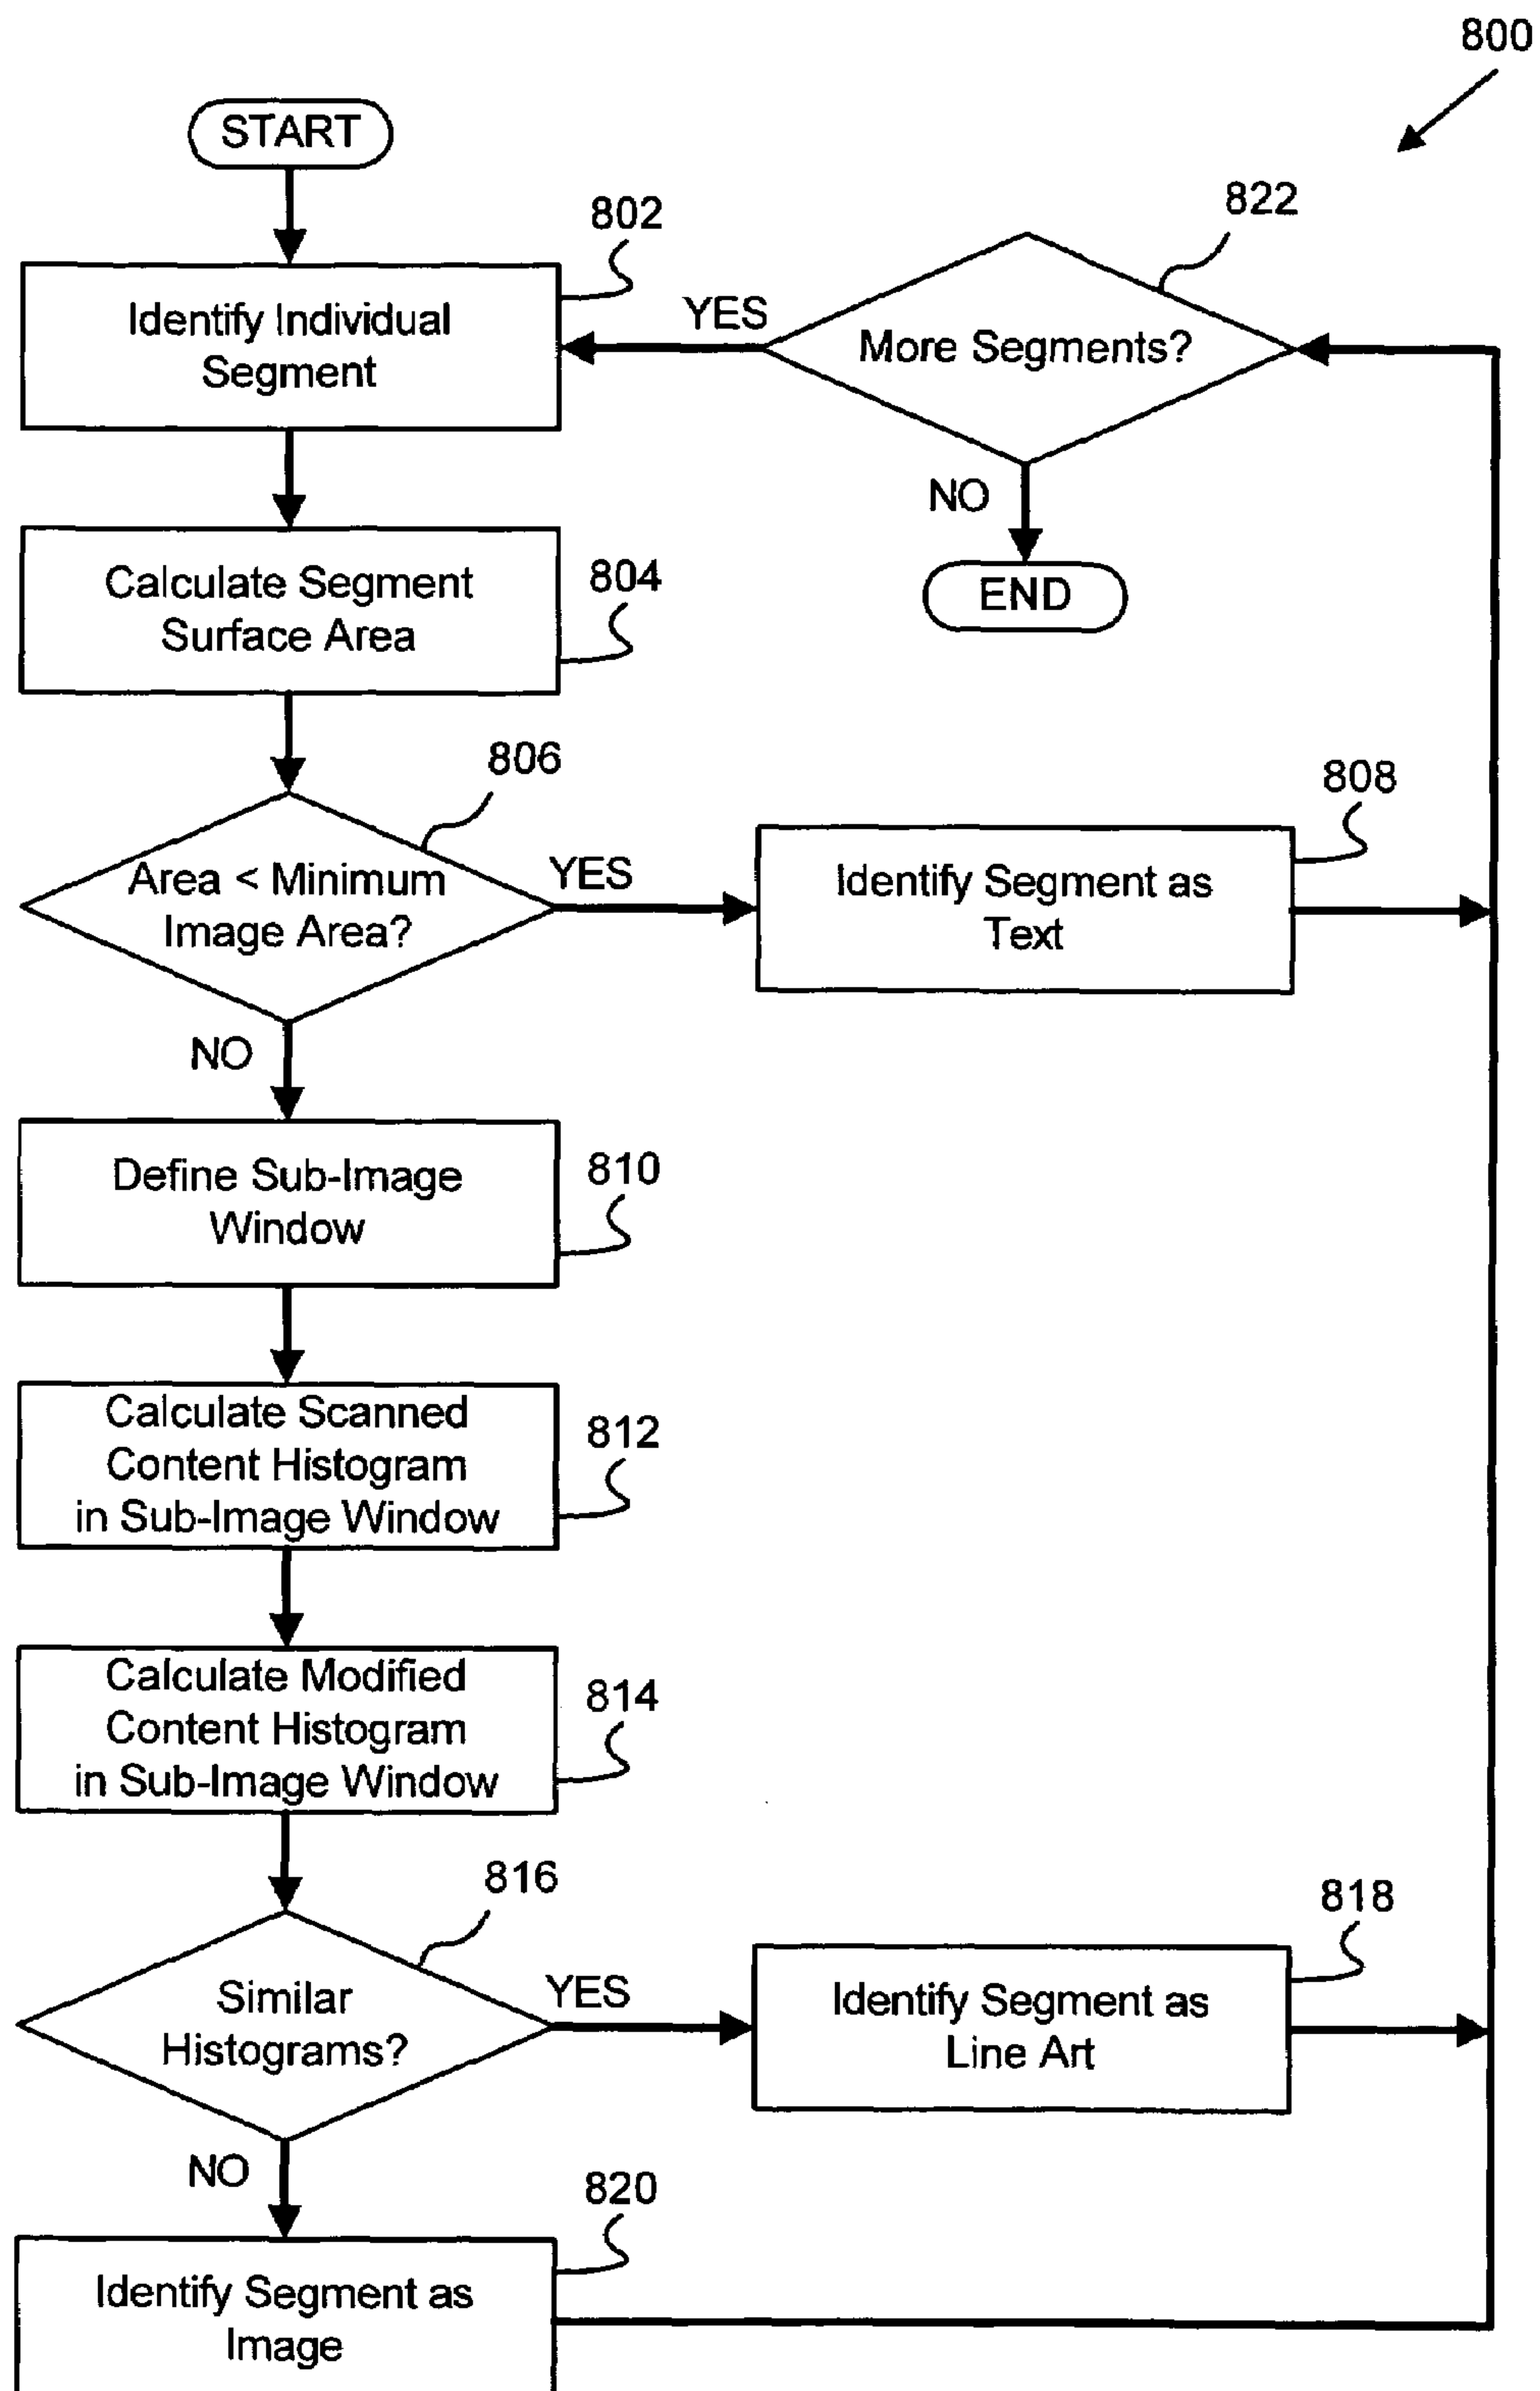 800
START
802
Identify Individual
Segment
822
More Segments?
YES
NO
END
804
Calculate Segment
Surface Area
806
Area < Minimum
Image Area?
YES
808
Identify Segment as
Text
NO
810
Define Sub-Image
Window
812
Calculate Scanned
Content Histogram
in Sub-Image Window
814
Calculate Modified
Content Histogram
in Sub-Image Window
816
Similar
Histograms?
YES
818
Identify Segment as
Line Art
NO
820
Identify Segment as
Image